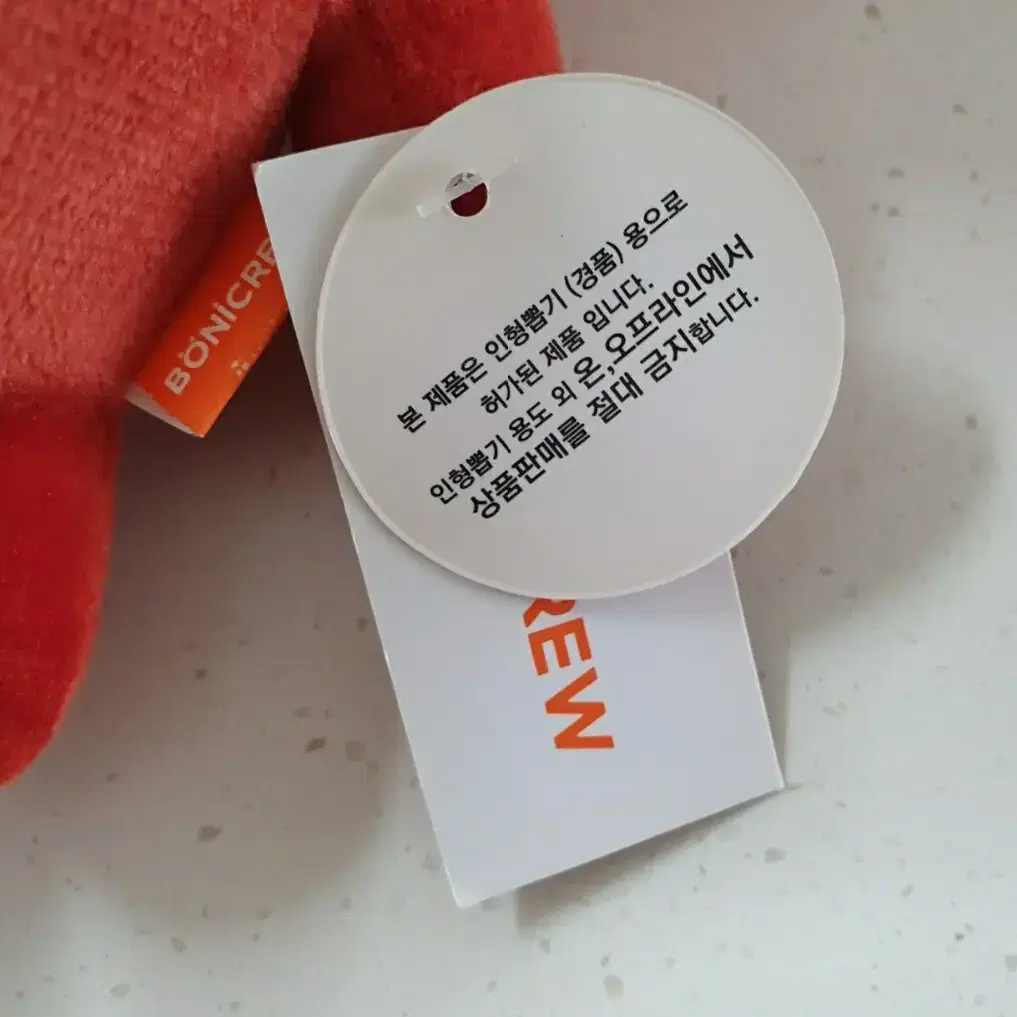 본 제품은 인형뽑기 (경품) 용으로
허가된 제품 입니다.
인형뽑기 용도 외 온,오프라인에서
상품판매를 절대 금지합니다.
BÖNiCRE
REW